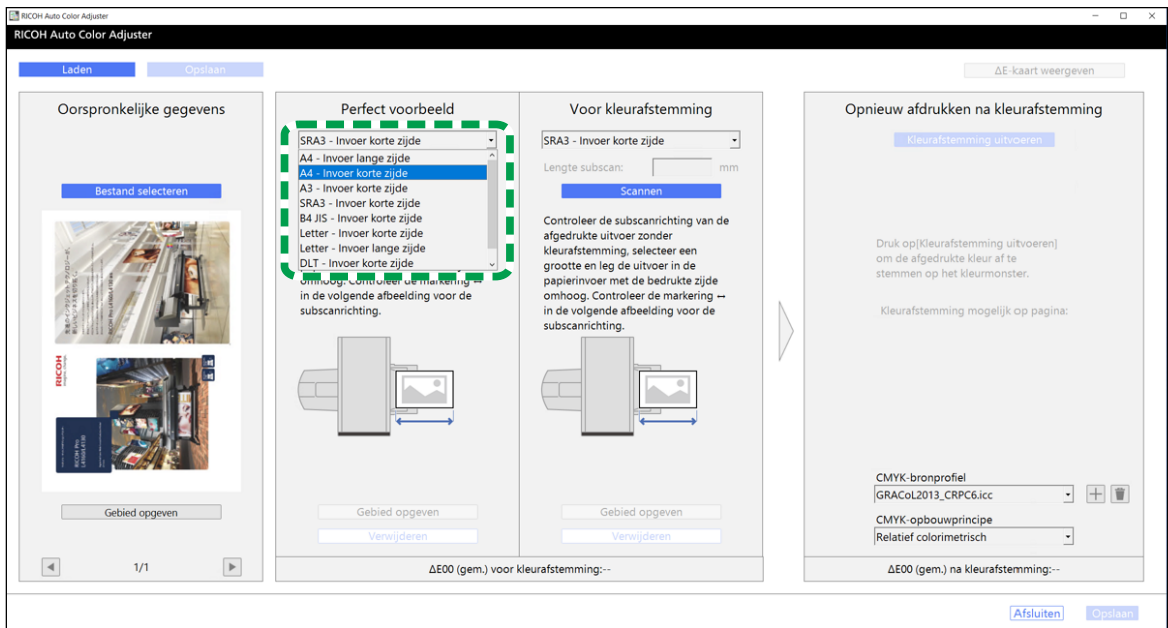 RICOH Auto Color Adjuster
RICOH Auto Color Adjuster
Laden
Opslaan
ΔE-kaart weergeven
Oorspronkelijke gegevens
Bestand selecteren
RICOH
RICOH Pro
Gebied opgeven
1/1
Perfect voorbeeld
SRA3 - Invoer korte zijde
A4 - Invoer lange zijde
A4 - Invoer korte zijde
A3 - Invoer korte zijde
SRA3 - Invoer korte zijde
B4 JIS - Invoer korte zijde
Letter - Invoer korte zijde
Letter - Invoer lange zijde
DLT - Invoer korte zijde
omhoog. Controleer de markering ↔
in de volgende afbeelding voor de
subscanrichting.
Gebied opgeven
Verwijderen
Voor kleurafstemming
SRA3 - Invoer korte zijde
Lengte subscan:
mm
Scannen
Controleer de subscanrichting van de
afgedrukte uitvoer zonder
kleurafstemming, selecteer een
grootte en leg de uitvoer in de
papierinvoer met de bedrukte zijde
omhoog. Controleer de markering ↔
in de volgende afbeelding voor de
subscanrichting.
Gebied opgeven
Verwijderen
ΔE00 (gem.) voor kleurafstemming:--
Opnieuw afdrukken na kleurafstemming
Kleurafstemming uitvoeren
Druk op[Kleurafstemming uitvoeren]
om de afgedrukte kleur af te
stemmen op het kleurmonster.
Kleurafstemming mogelijk op pagina:
CMYK-bronprofiel
GRACoL2013_CRPC6.icc
CMYK-opbouwprincipe
Relatief colorimetrisch
ΔE00 (gem.) na kleurafstemming:--
Afsluiten
Opslaan